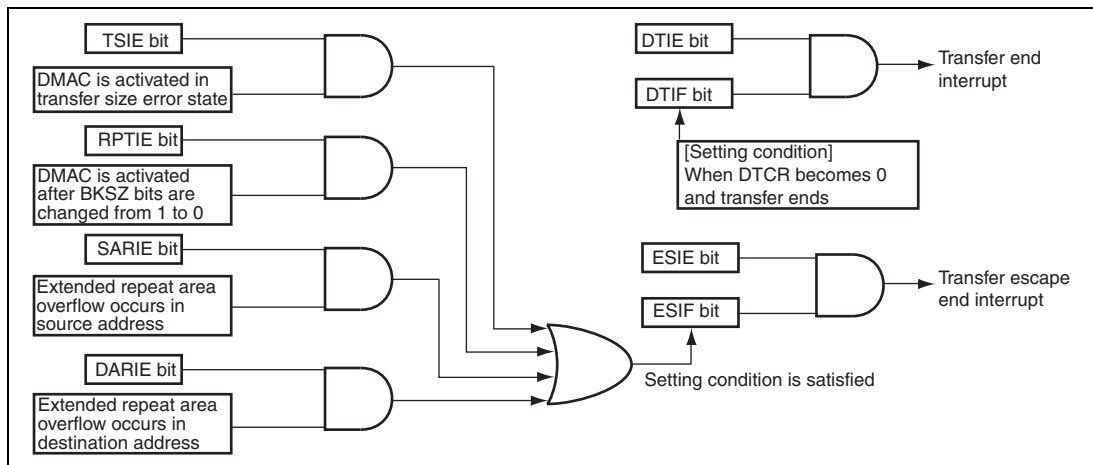 TSIE bit
DMAC is activated in
transfer size error state
RPTIE bit
DMAC is activated
after BKSZ bits are
changed from 1 to 0
SARIE bit
Extended repeat area
overflow occurs in
source address
DARIE bit
Extended repeat area
overflow occurs in
destination address
DTIE bit
DTIF bit
Transfer end
interrupt
[Setting condition]
When DTCR becomes 0
and transfer ends
ESIE bit
ESIF bit
Transfer escape
end interrupt
Setting condition is satisfied